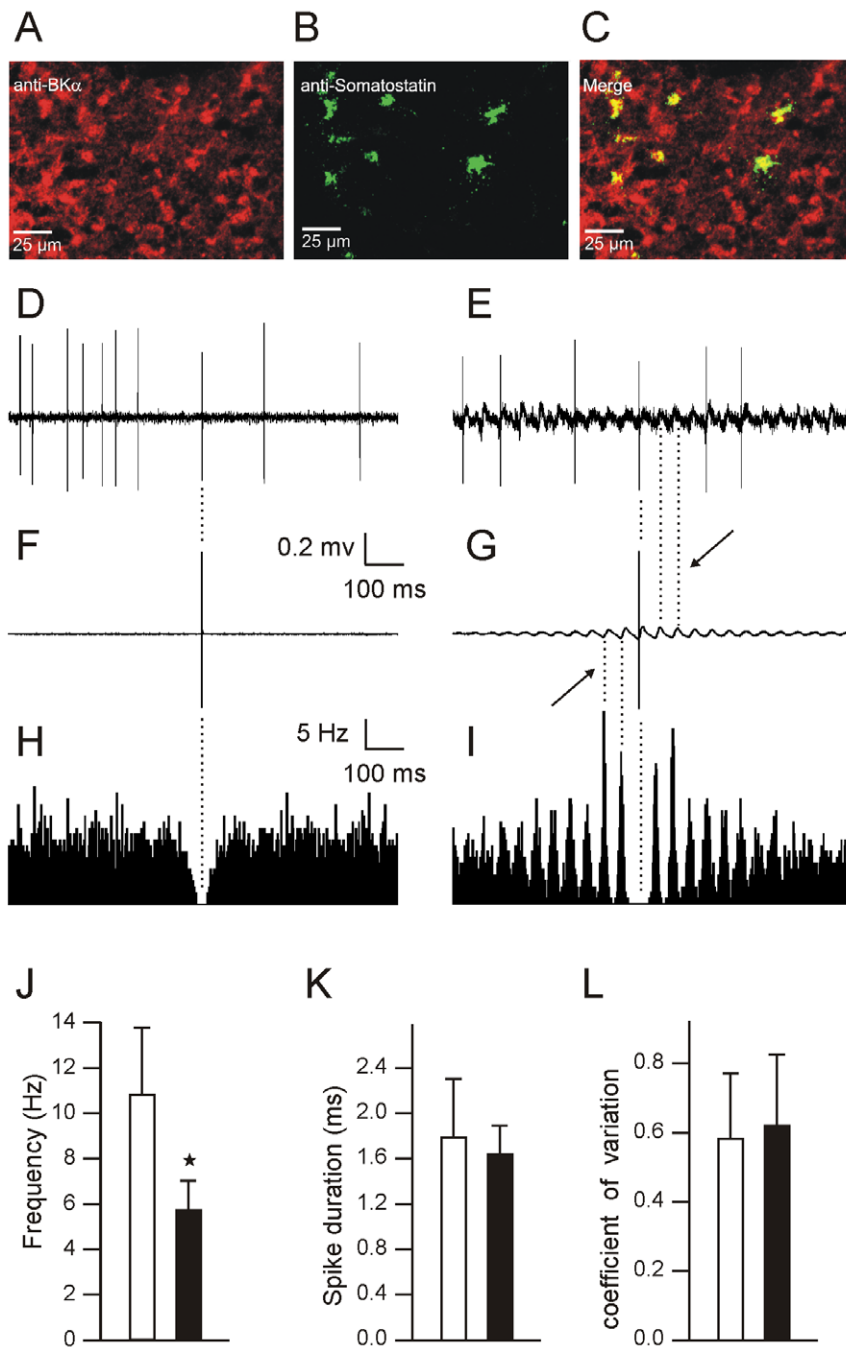 A
B
C
anti-BKα
anti-Somatostatin
Merge
25 µm
25 µm
25 µm
D
E
F
0.2 mv
100 ms
G
H
5 Hz
100 ms
I
J
K
L
Frequency (Hz)
14
12
10
8
6
4
2
0
★
Spike duration (ms)
2.4
2.0
1.6
1.2
0.8
0.4
0.0
coefficient of variation
0.8
0.6
0.4
0.2
0.0